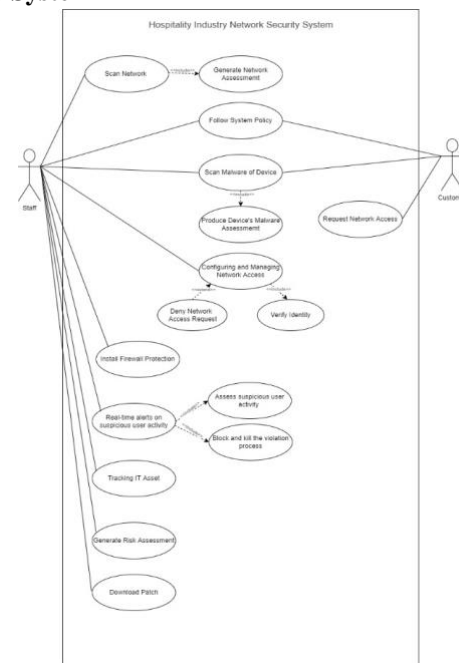 Hospitality Industry Network Security System
Scan Network
Generate Network
Assessment
Follow System Policy
Scan Malware of Device
Staff
Custom
Produce Device's Malware
Assessment
Request Network Access
Configuring and Managing
Network Access
Deny Network
Access Request
Verify Identity
Install Firewall Protection
Real-time alerts on
suspicious user activity
Assess suspicious user
activity
Block and kill the violation
process
Tracking IT Asset
Generate Risk Assessment
Download Patch